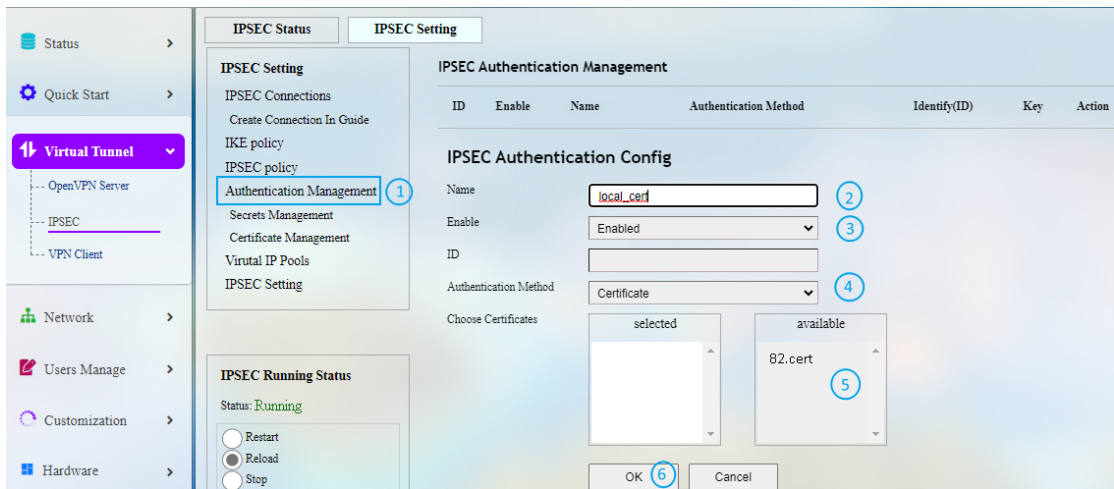 Status
Quick Start
Virtual Tunnel
OpenVPN Server
IPSEC
VPN Client
Network
Users Manage
Customization
Hardware
IPSEC Status
IPSEC Setting
IPSEC Setting
IPSEC Connections
Create Connection In Guide
IKE policy
IPSEC policy
Authentication Management 1
Secrets Management
Certificate Management
Virutal IP Pools
IPSEC Setting
IPSEC Running Status
Status: Running
Restart
Reload
Stop
IPSEC Authentication Management
ID Enable Name Authentication Method Identify(ID) Key Action
IPSEC Authentication Config
Name local_cert 2
Enable Enabled 3
ID
Authentication Method Certificate 4
Choose Certificates selected available
82.cert
5
OK 6 Cancel